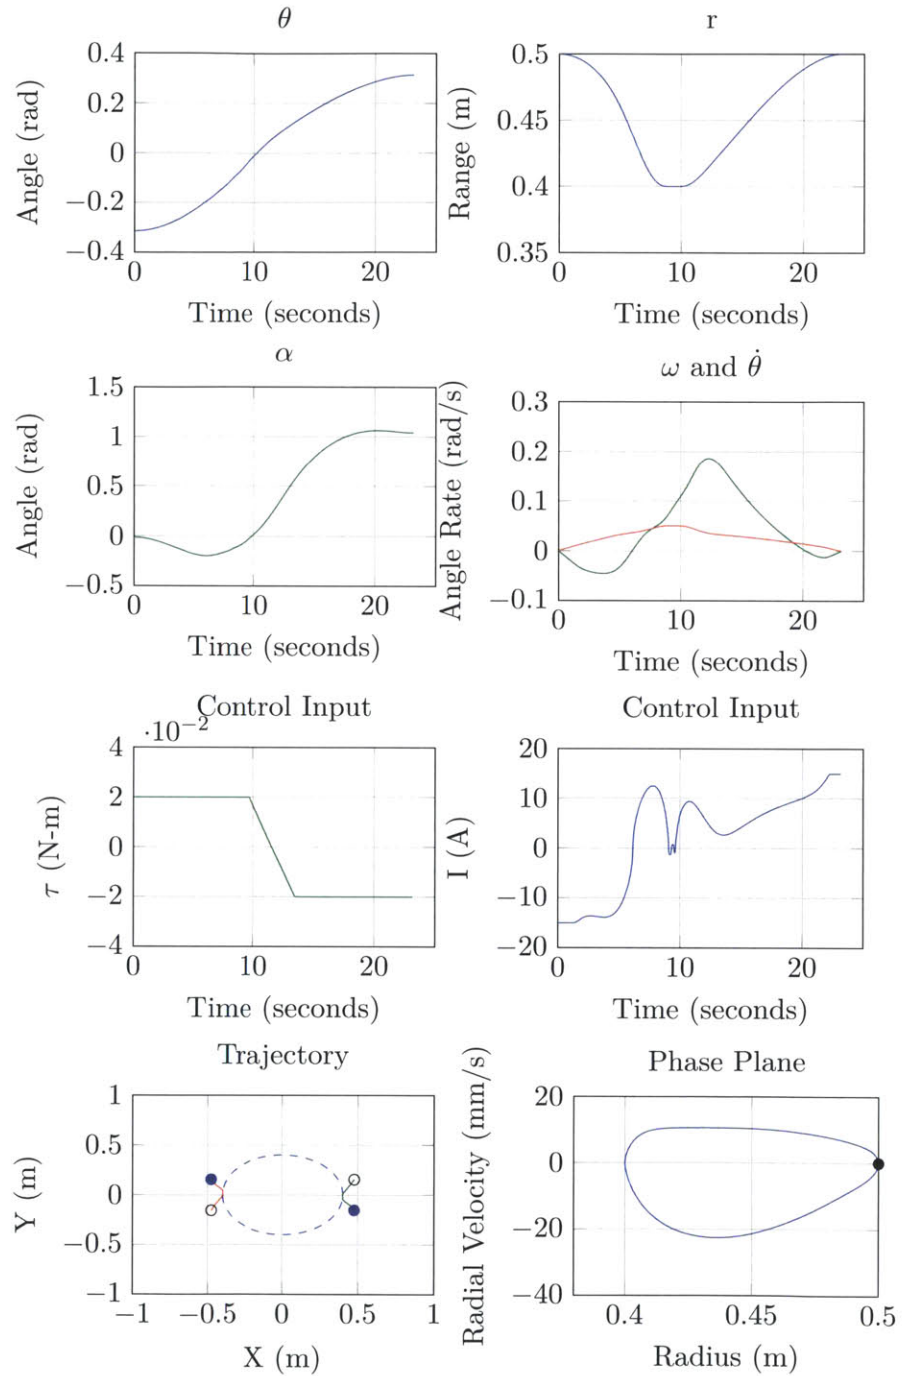 θ
Angle (rad)
0.4
0.2
0
−0.2
−0.4
0
10
20
Time (seconds)
r
Range (m)
0.5
0.45
0.4
0.35
0
10
20
Time (seconds)
α
Angle (rad)
1.5
1
0.5
0
−0.5
0
10
20
Time (seconds)
ω and θ̇
Angle Rate (rad/s)
0.3
0.2
0.1
0
−0.1
0
10
20
Time (seconds)
Control Input
·10⁻²
τ (N-m)
4
2
0
−2
−4
0
10
20
Time (seconds)
Control Input
I (A)
20
10
0
−10
−20
0
10
20
Time (seconds)
Trajectory
Y (m)
1
0.5
0
−0.5
−1
−1
−0.5
0
0.5
1
X (m)
Phase Plane
Radial Velocity (mm/s)
20
0
−20
−40
0.4
0.45
0.5
Radius (m)